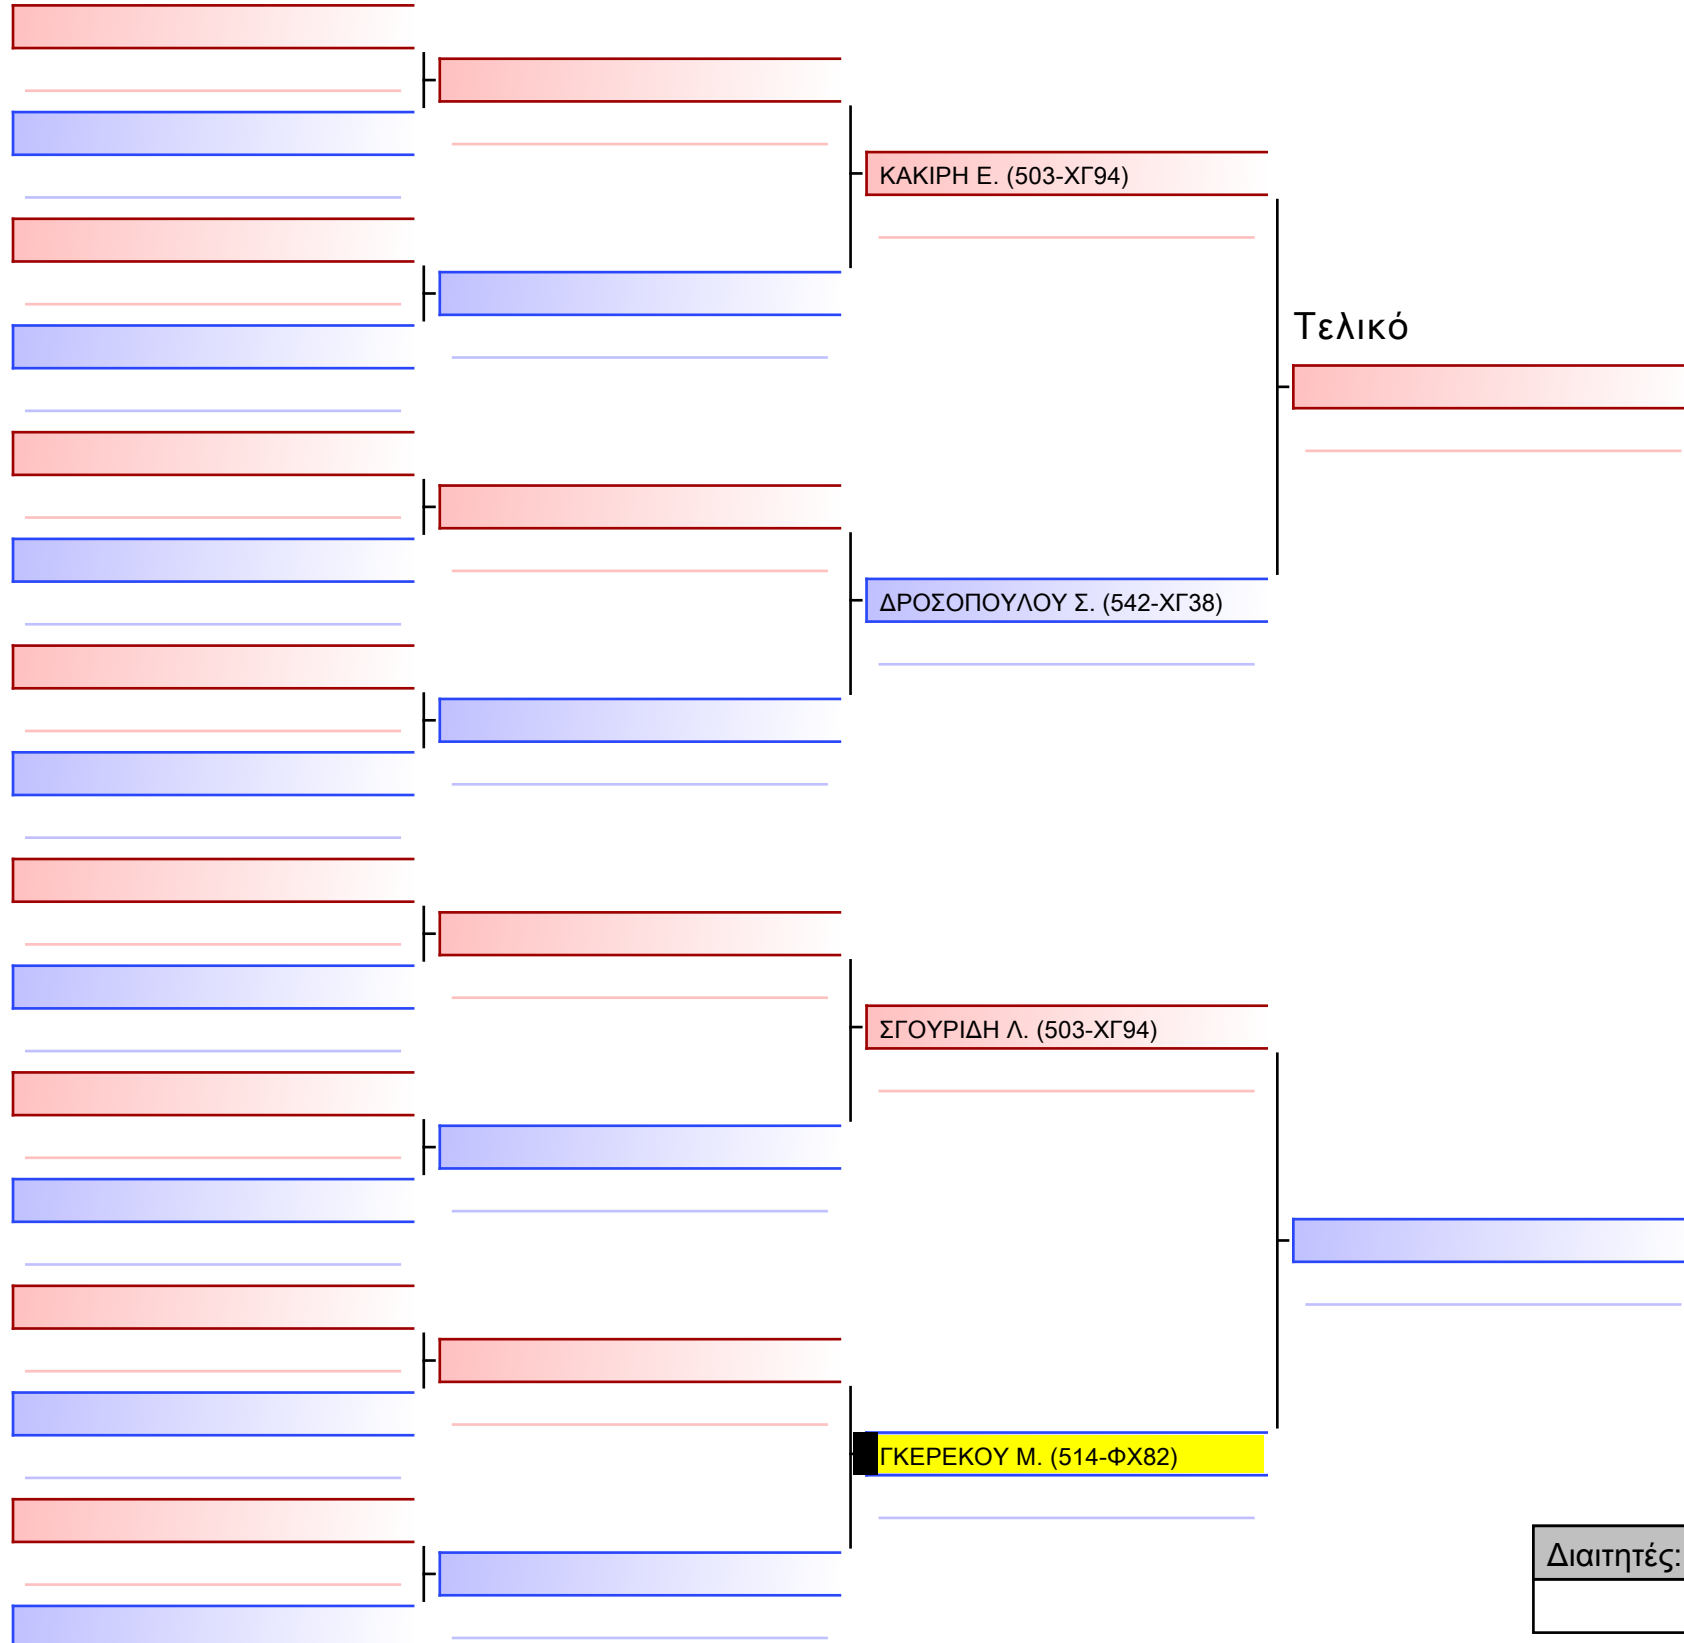 ΚΑΚΙΡΗ Ε. (503-ΧΓ94)
Τελικό
ΔΡΟΣΟΠΟΥΛΟΥ Σ. (542-ΧΓ38)
ΣΓΟΥΡΙΔΗ Λ. (503-ΧΓ94)
ΓΚΕΡΕΚΟΥ Μ. (514-ΦΧ82)
Διαιτητές: